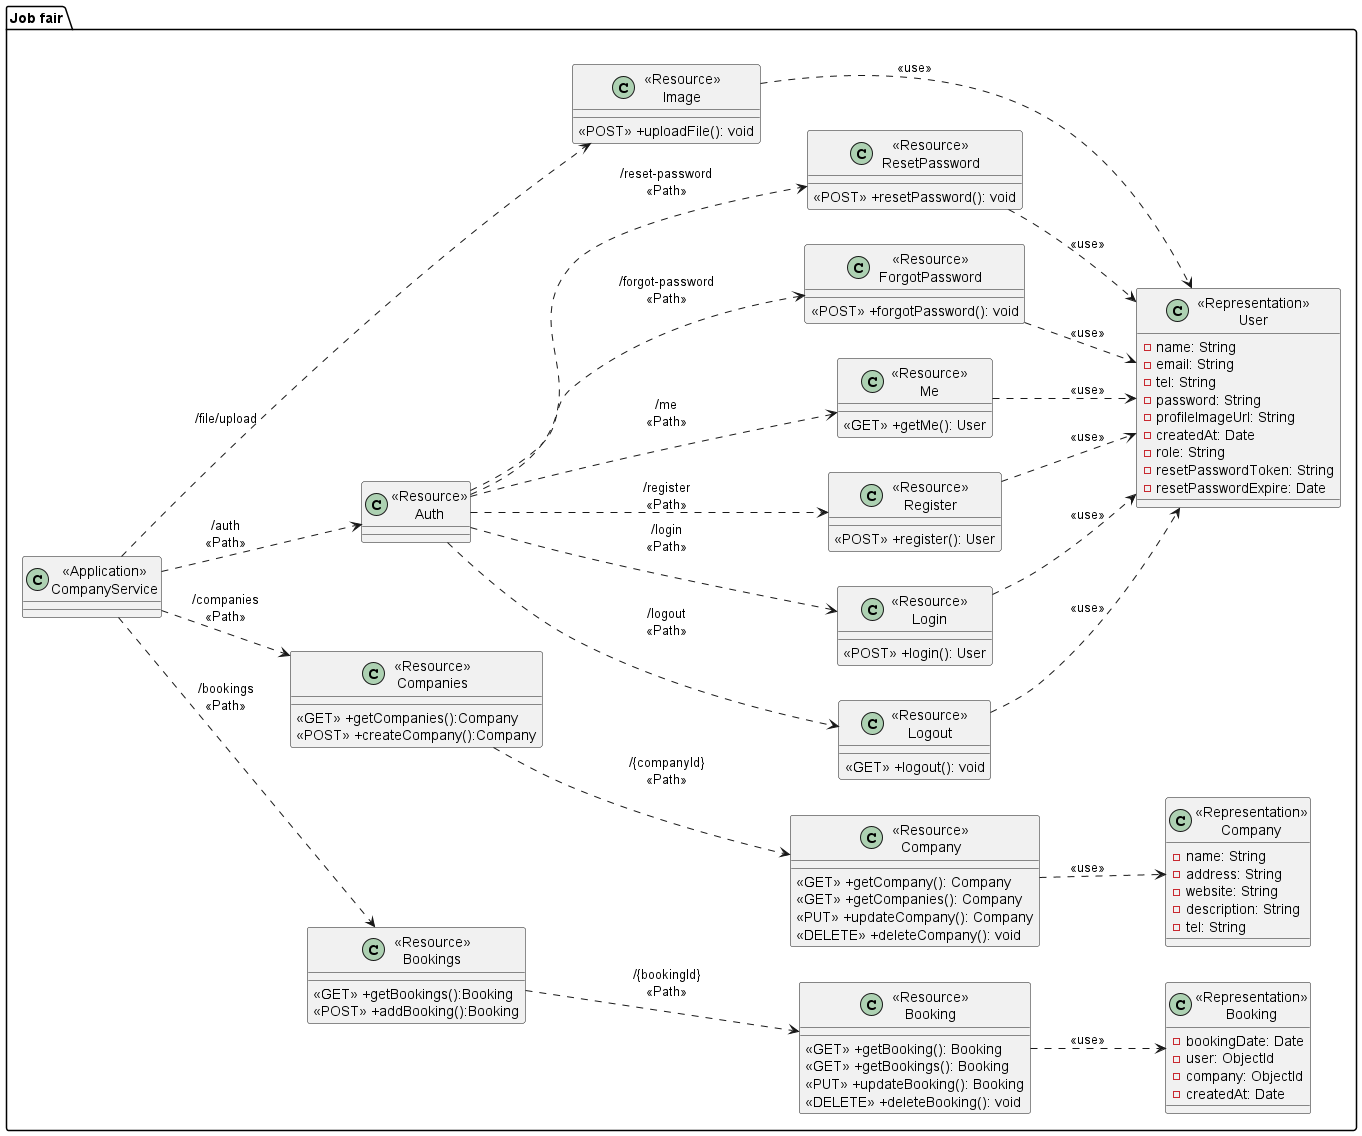 Job fair
«Resource»
Image
«POST» +uploadFile(): void
«use»
/reset-password
«Path»
«Resource»
ResetPassword
«POST» +resetPassword(): void
«use»
/forgot-password
«Path»
«Resource»
ForgotPassword
«POST» +forgotPassword(): void
«use»
«Representation»
User
name: String
email: String
tel: String
password: String
profileImageUrl: String
createdAt: Date
role: String
resetPasswordToken: String
resetPasswordExpire: Date
/file/upload
/me
«Path»
«Resource»
Me
«GET» +getMe(): User
«use»
«use»
«Resource»
Auth
/register
«Path»
«Resource»
Register
«POST» +register(): User
/auth
«Path»
/login
«Path»
«use»
«Application»
CompanyService
«Resource»
Login
«POST» +login(): User
/companies
«Path»
/logout
«Path»
«use»
«Resource»
Companies
«GET» +getCompanies():Company
«POST» +createCompany():Company
/bookings
«Path»
«Resource»
Logout
«GET» +logout(): void
/{companyId}
«Path»
«Resource»
Company
«GET» +getCompany(): Company
«GET» +getCompanies(): Company
«PUT» +updateCompany(): Company
«DELETE» +deleteCompany(): void
«use»
«Representation»
Company
name: String
address: String
website: String
description: String
tel: String
«Resource»
Bookings
«GET» +getBookings():Booking
«POST» +addBooking():Booking
/{bookingId}
«Path»
«Resource»
Booking
«GET» +getBooking(): Booking
«GET» +getBookings(): Booking
«PUT» +updateBooking(): Booking
«DELETE» +deleteBooking(): void
«use»
«Representation»
Booking
bookingDate: Date
user: ObjectId
company: ObjectId
createdAt: Date